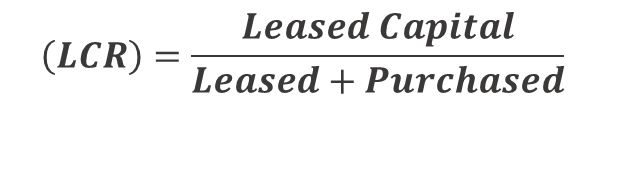 (LCR) = Leased Capital
Leased + Purchased